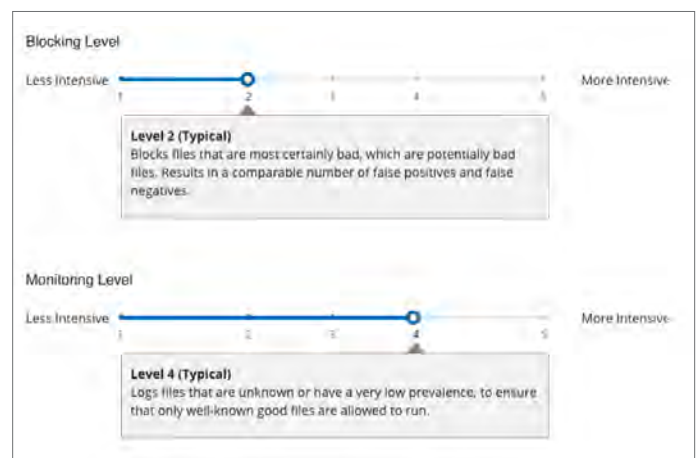 Blocking Level
Less Intensive
More Intensive
1 2 3 4 5
Level 2 (Typical)
Blocks files that are most certainly bad, which are potentially bad
files. Results in a comparable number of false positives and false
negatives.
Monitoring Level
Less Intensive
More Intensive
1 2 3 4 5
Level 4 (Typical)
Logs files that are unknown or have a very low prevalence, to ensure
that only well-known good files are allowed to run.